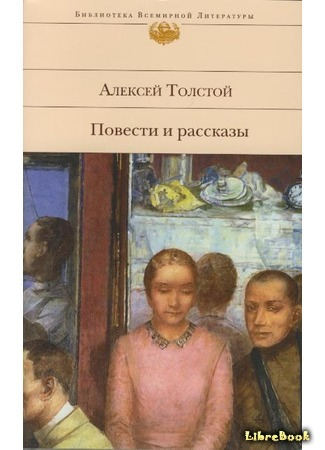 Библиотека Всемирной Литературы
Алексей Толстой
Повести и рассказы
LibreBook